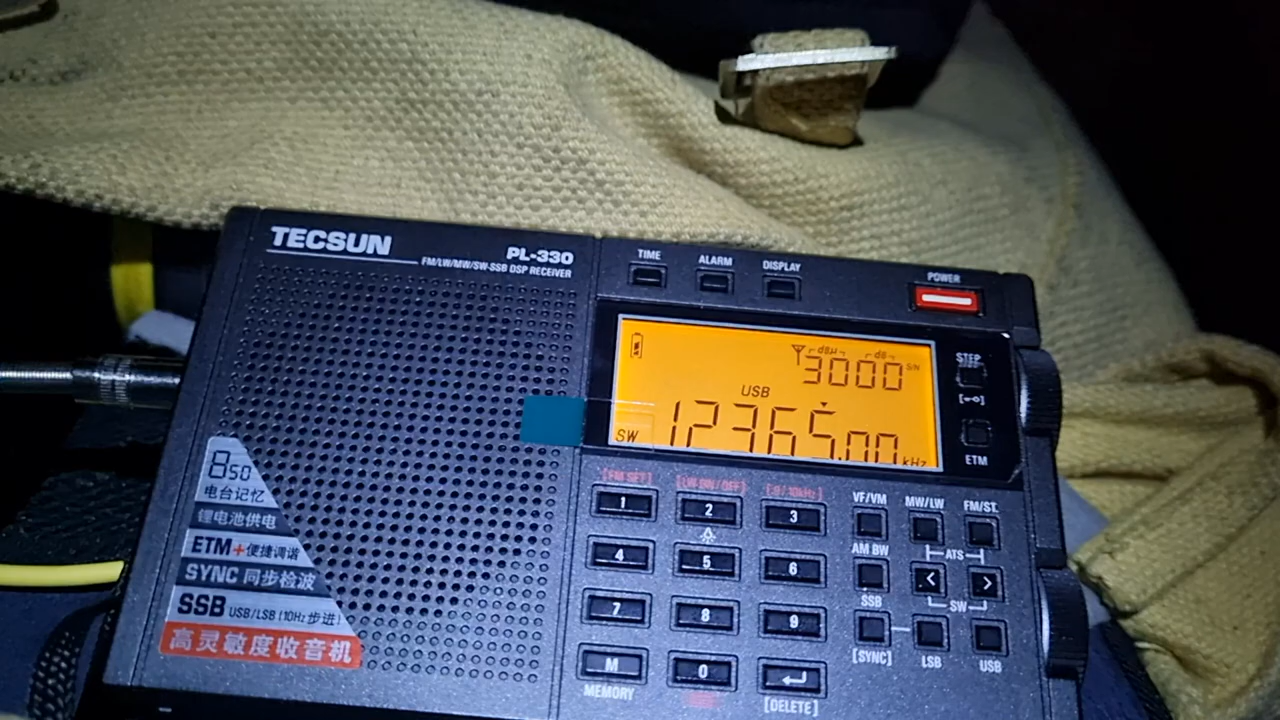 TECSUN
PL-330
FM/LW/MW/SW-SSB DSP RECEIVER
TIME
ALARM
DISPLAY
POWER
dBµ
dB
3000
S/N
USB
SW
12365.00
kHz
STEP
ETM
850
电台记忆
锂电池供电
ETM+便捷调谐
SYNC 同步检波
SSB USB/LSB (10Hz步进)
高灵敏度收音机
[FM SET]
[LW ON/OFF]
[9/10kHz]
1
2
3
4
5
6
7
8
9
M
0
MEMORY
[DELETE]
VF/VM
MW/LW
FM/ST.
AM BW
ATS
<
>
SSB
SW
[SYNC]
LSB
USB